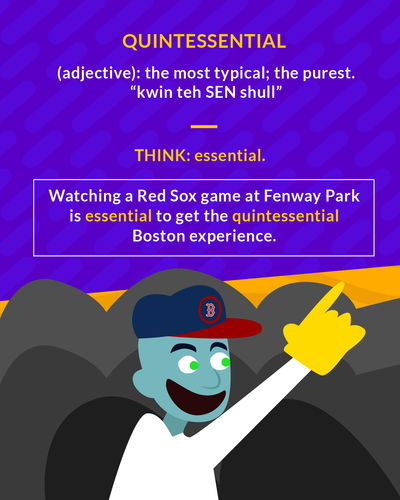 QUINTESSENTIAL
(adjective): the most typical; the purest.
“kwin teh SEN shull”
THINK: essential.
Watching a Red Sox game at Fenway Park
is essential to get the quintessential
Boston experience.
B